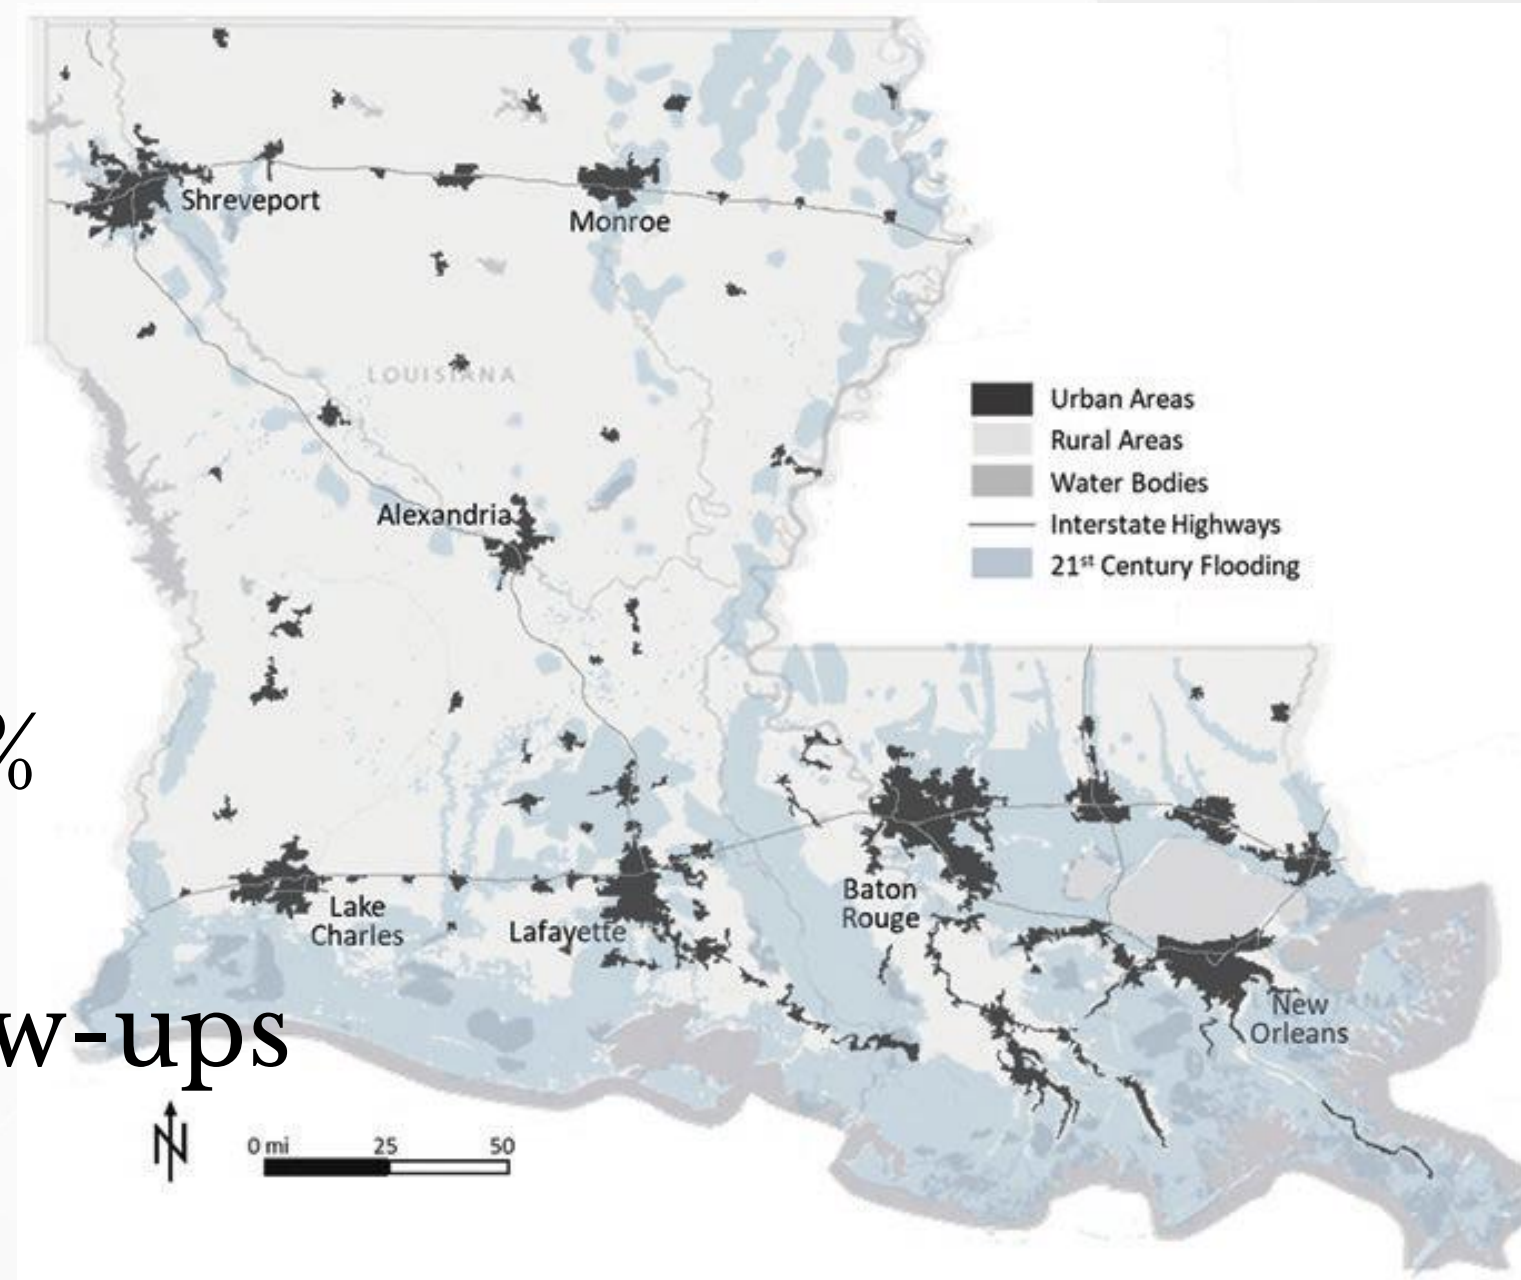 Shreveport
Monroe
LOUISIANA
Urban Areas
Rural Areas
Water Bodies
Interstate Highways
21st Century Flooding
Alexandria
%
Baton
Rouge
Lake
Charles
Lafayette
New
Orleans
w-ups
N
0 mi 25 50